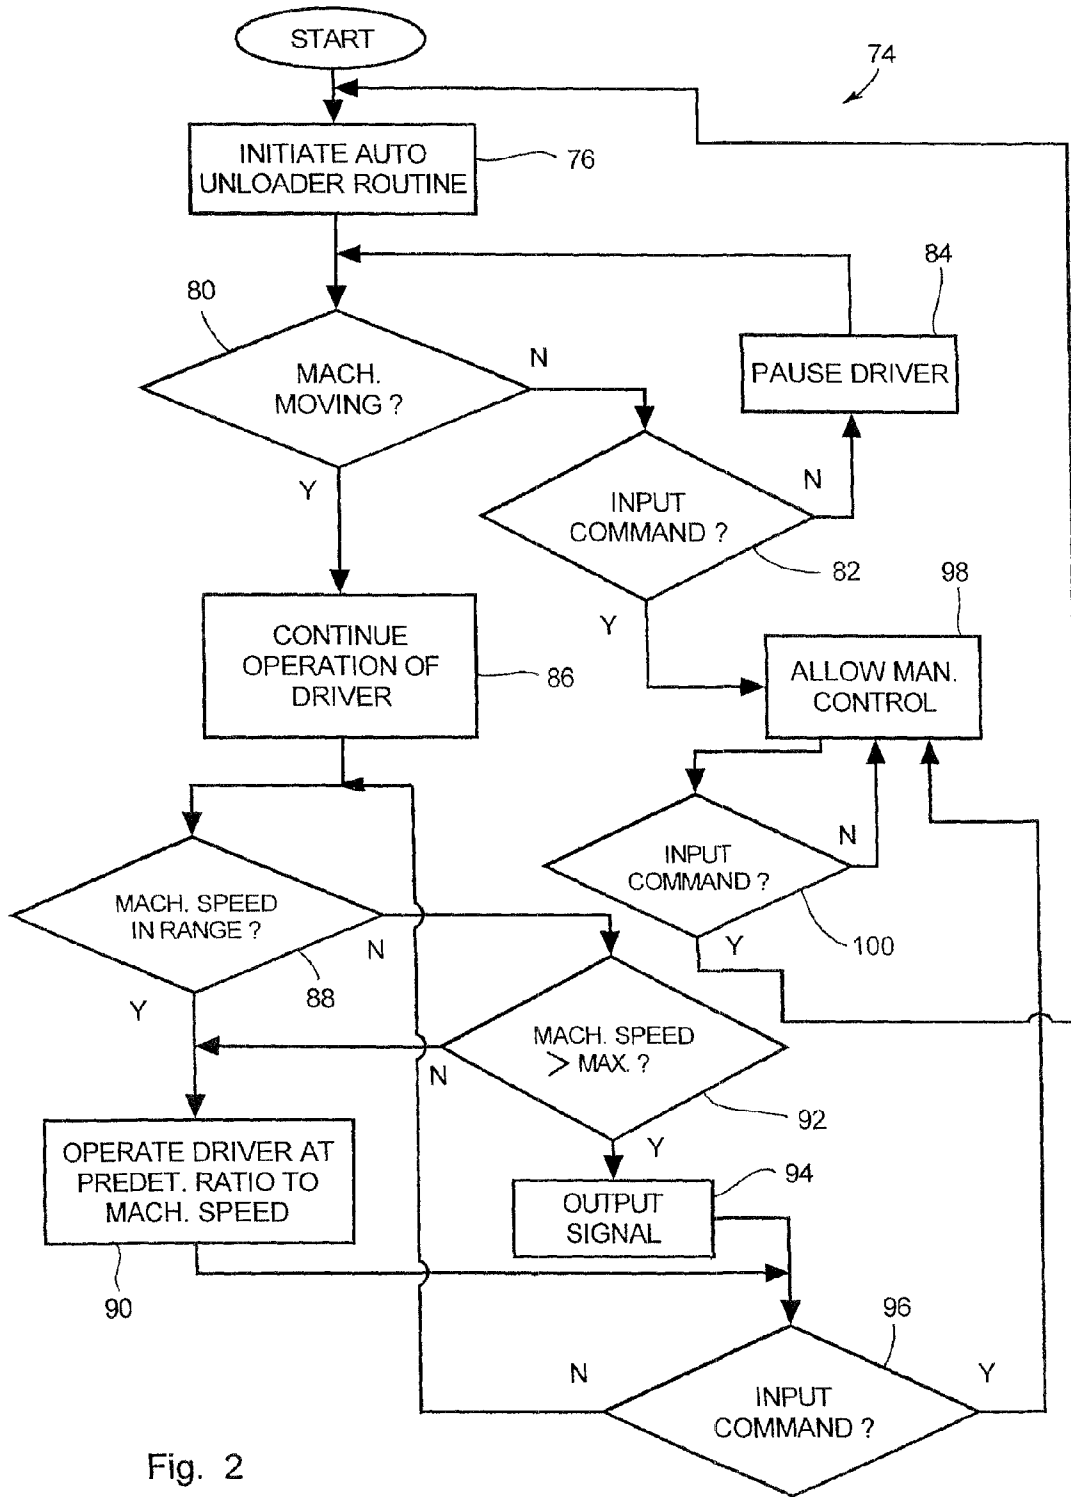 START
74
INITIATE AUTO
UNLOADER ROUTINE
76
84
80
MACH.
MOVING ?
N
PAUSE DRIVER
Y
INPUT
COMMAND ?
N
82
98
Y
CONTINUE
OPERATION OF
DRIVER
86
ALLOW MAN.
CONTROL
INPUT
COMMAND ?
N
100
Y
MACH. SPEED
IN RANGE ?
N
88
Y
MACH. SPEED
> MAX. ?
N
92
Y
OPERATE DRIVER AT
PREDET. RATIO TO
MACH. SPEED
90
OUTPUT
SIGNAL
94
96
N
Y
INPUT
COMMAND ?
Fig. 2